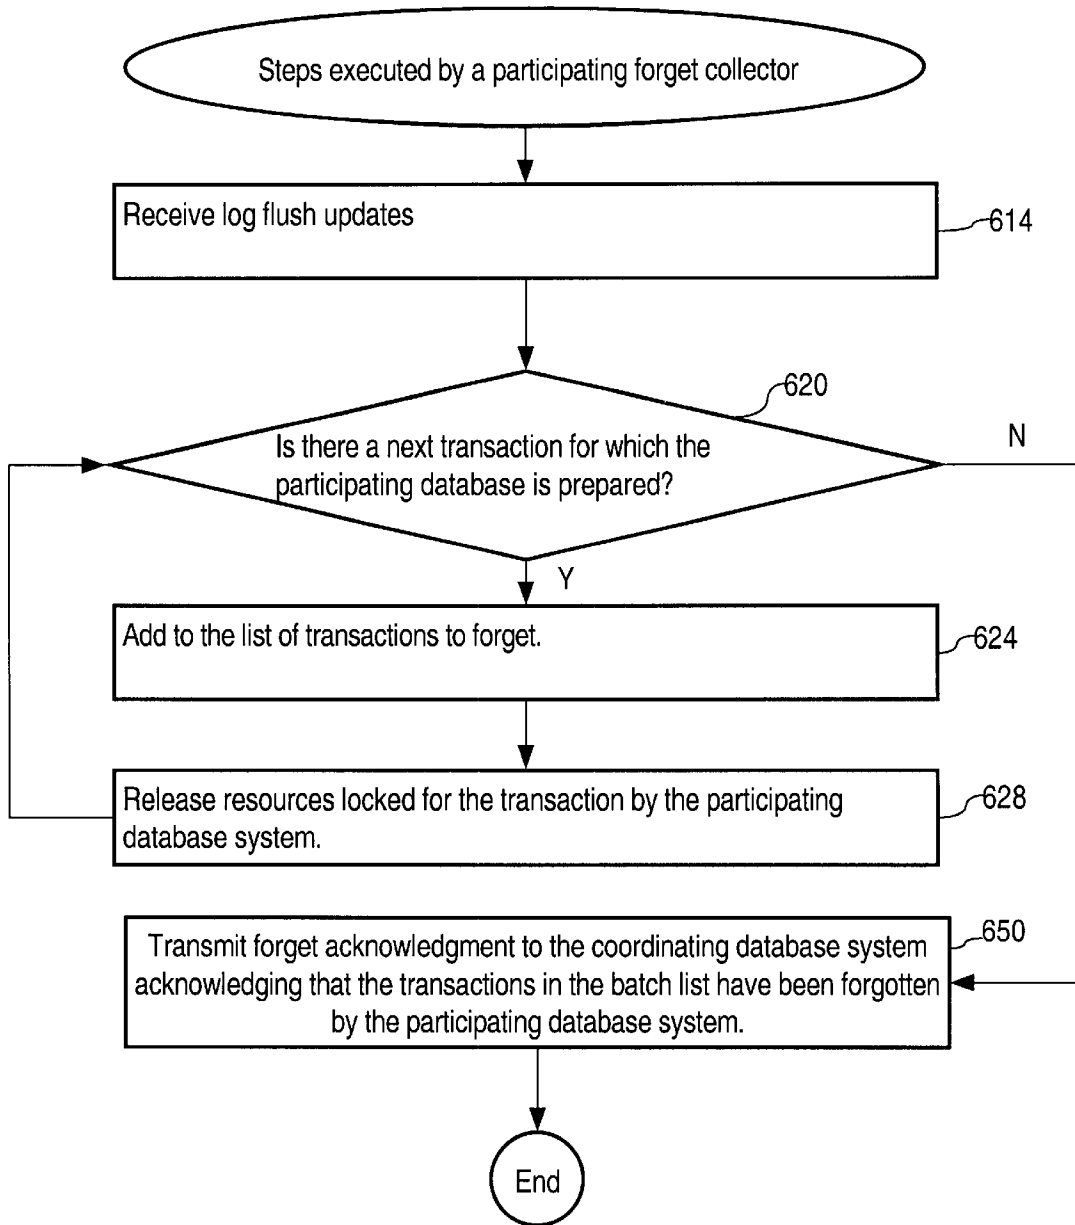 Steps executed by a participating forget collector
Receive log flush updates
614
620
Is there a next transaction for which the
participating database is prepared?
N
Y
Add to the list of transactions to forget.
624
Release resources locked for the transaction by the participating
database system.
628
Transmit forget acknowledgment to the coordinating database system
acknowledging that the transactions in the batch list have been forgotten
by the participating database system.
650
End